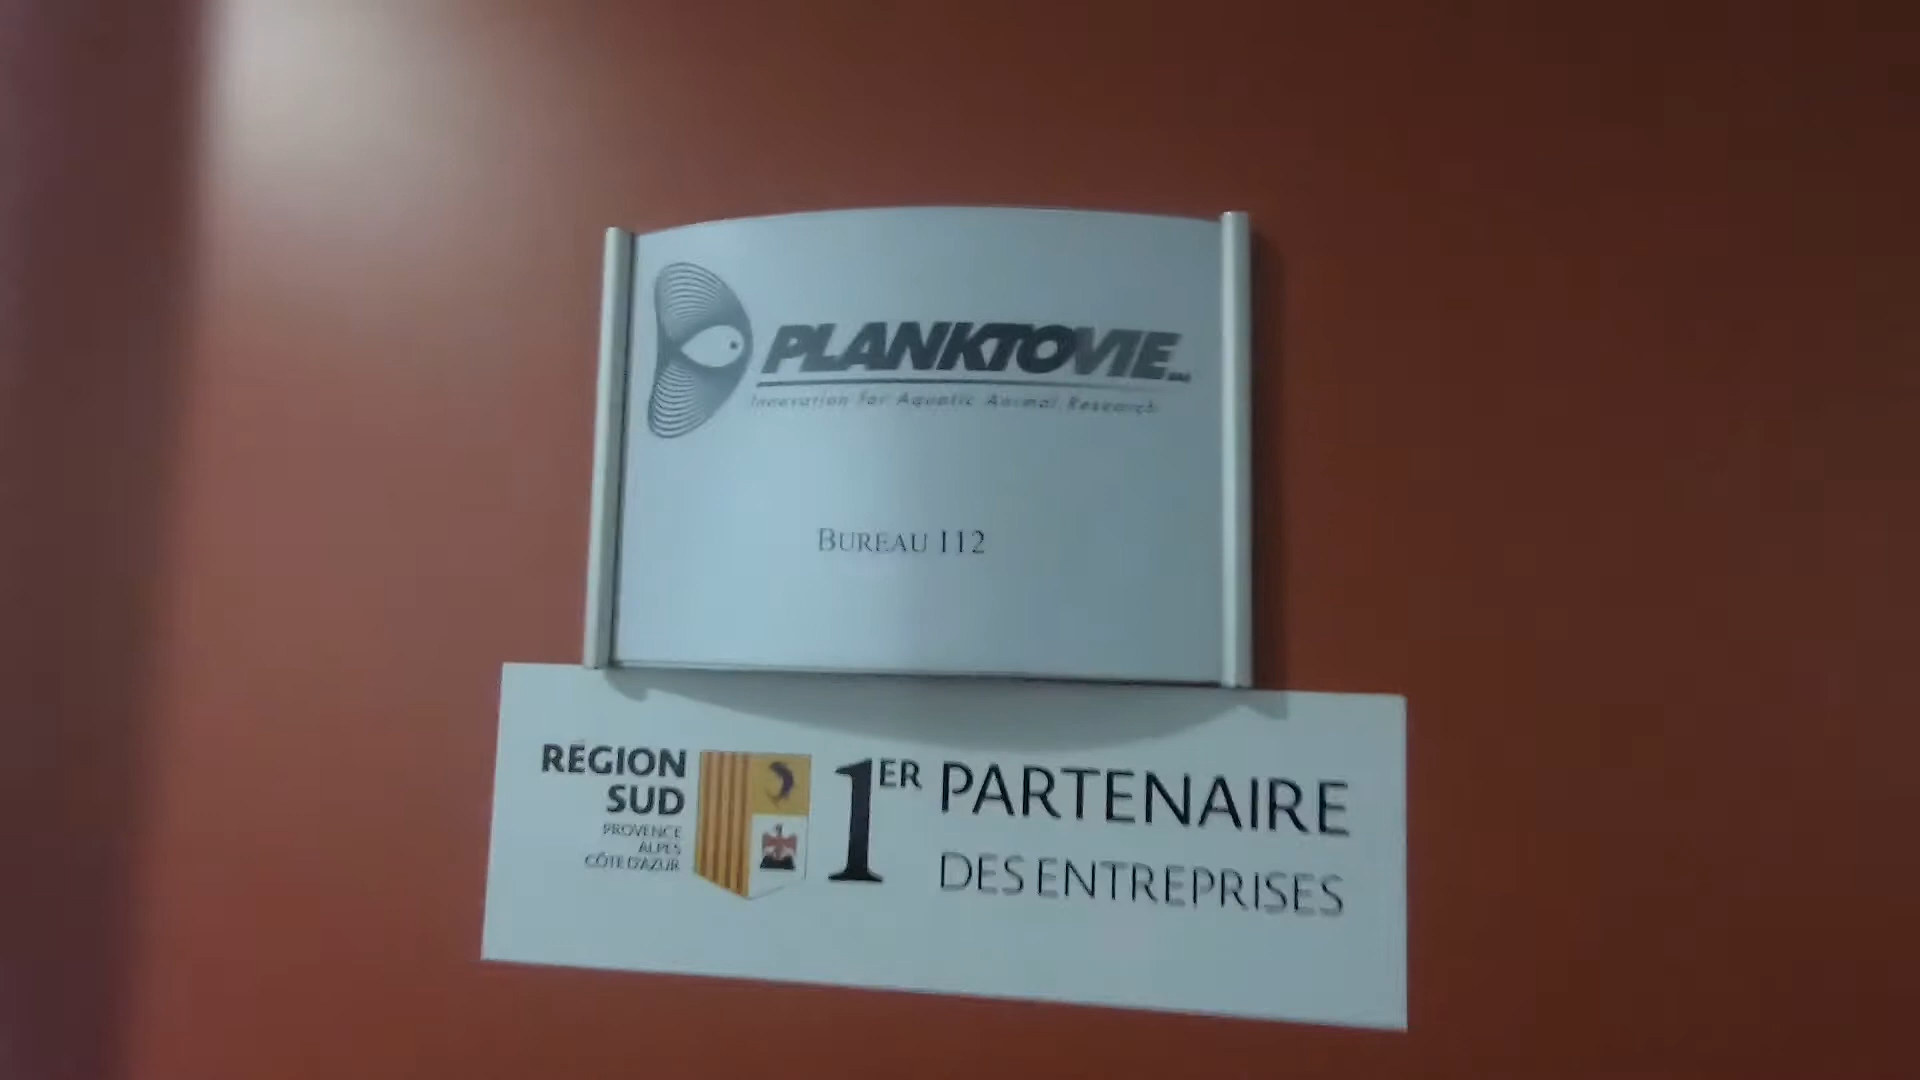 PLANKTOVIE
Innovation for Aquatic Animal Research
BUREAU 112
RÉGION
SUD
PROVENCE
ALPES
CÔTE D'AZUR
1ER PARTENAIRE
DES ENTREPRISES